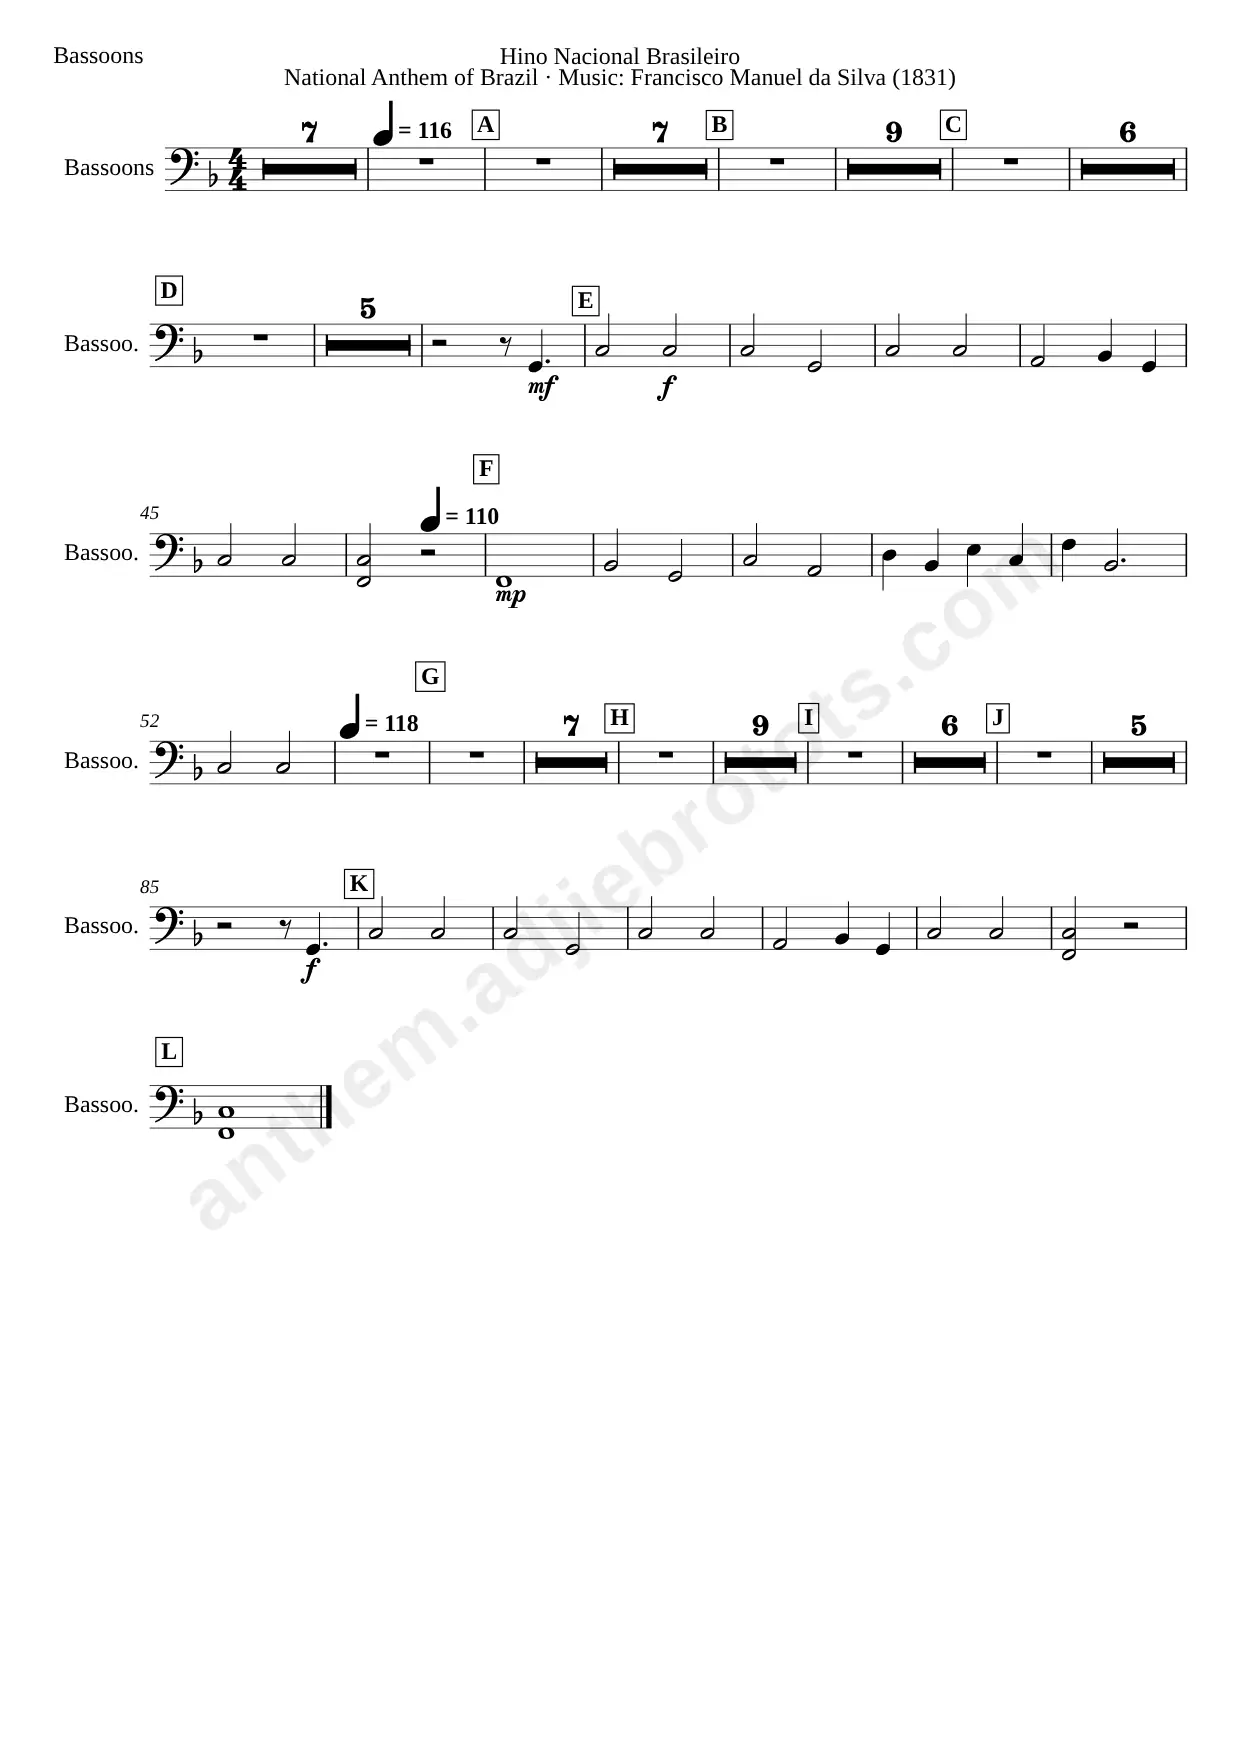 Bassoons
Hino Nacional Brasileiro
National Anthem of Brazil · Music: Francisco Manuel da Silva (1831)
7 = 116 A 7 B 9 C 6
Bassoons 4/4
D 5 E
Bassoo.
mf f
F
45 = 110
Bassoo.
mp
G
52 = 118 7 H 9 I 6 J 5
Bassoo.
85 K
Bassoo.
f
L
Bassoo.
anthem.adjiebrotots.com